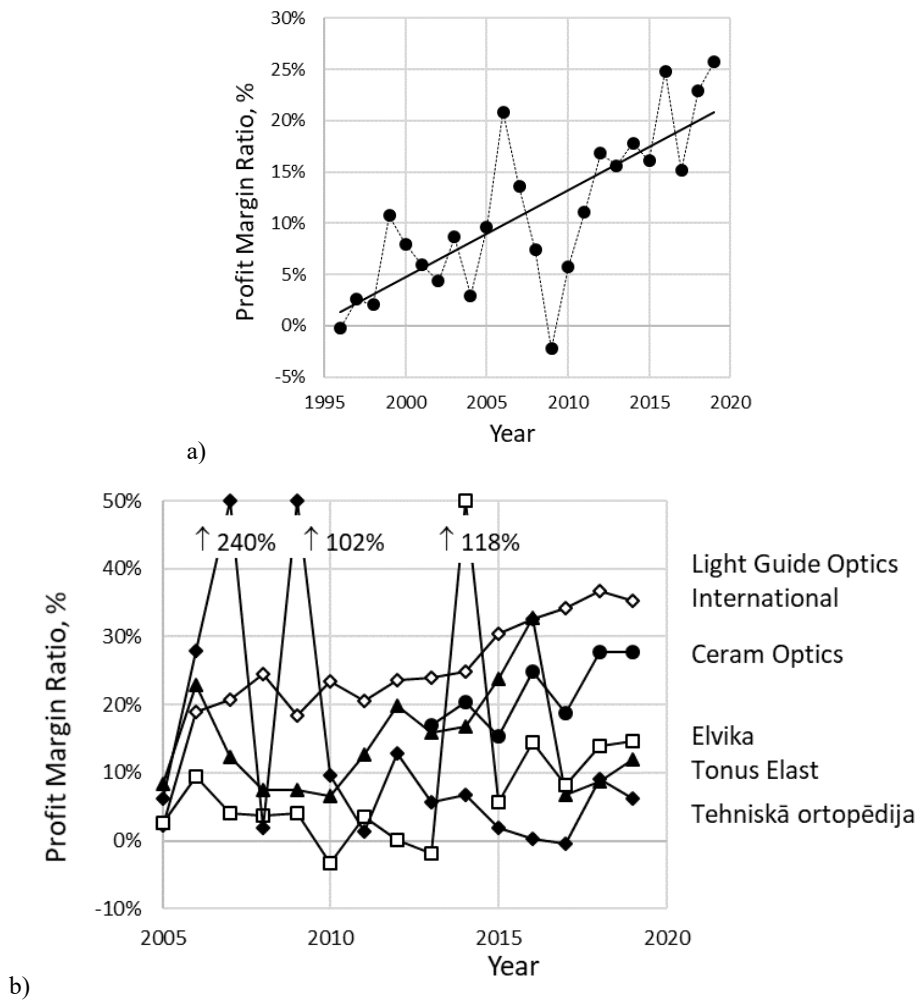 30%
25%
20%
15%
10%
5%
0%
-5%
Profit Margin Ratio, %
1995 2000 2005 2010 2015 2020
Year
a)
50%
40%
30%
20%
10%
0%
-10%
Profit Margin Ratio, %
↑ 240% ↑ 102% ↑ 118%
Light Guide Optics
International
Ceram Optics
Elvika
Tonus Elast
Tehniskā ortopēdija
2005 2010 2015 2020
Year
b)